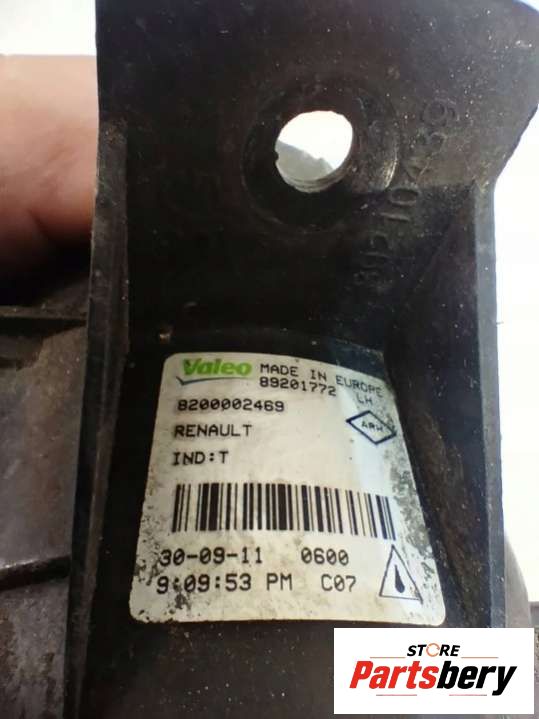 Valeo MADE IN EUROPE
89201772 LH
8200002469
RENAULT
ARH
IND:T
30-09-11 0600
9:09:53 PM C07
STORE
Partsbery